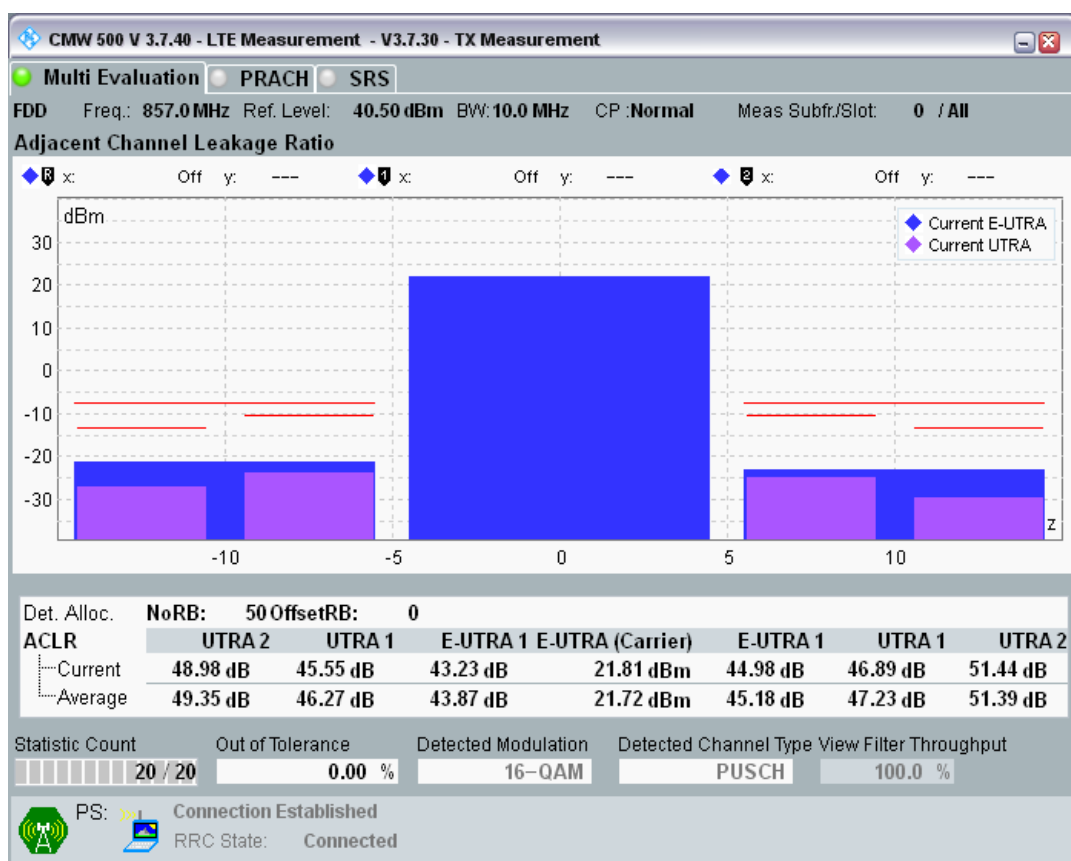 CMW 500 V 3.7.40 - LTE Measurement - V3.7.30 - TX Measurement
Multi Evaluation PRACH SRS
FDD Freq.: 857.0 MHz Ref. Level: 40.50 dBm BW: 10.0 MHz CP :Normal Meas Subfr./Slot: 0 / All
Adjacent Channel Leakage Ratio
R x: Off y: --- 1 x: Off y: --- 2 x: Off y: ---
dBm
Current E-UTRA
Current UTRA
30
20
10
0
-10
-20
-30
z
-10 -5 0 5 10
Det. Alloc. NoRB: 50 OffsetRB: 0
ACLR UTRA 2 UTRA 1 E-UTRA 1 E-UTRA (Carrier) E-UTRA 1 UTRA 1 UTRA 2
Current 48.98 dB 45.55 dB 43.23 dB 21.81 dBm 44.98 dB 46.89 dB 51.44 dB
Average 49.35 dB 46.27 dB 43.87 dB 21.72 dBm 45.18 dB 47.23 dB 51.39 dB
Statistic Count Out of Tolerance Detected Modulation Detected Channel Type View Filter Throughput
20 / 20 0.00 % 16-QAM PUSCH 100.0 %
PS: Connection Established
RRC State: Connected